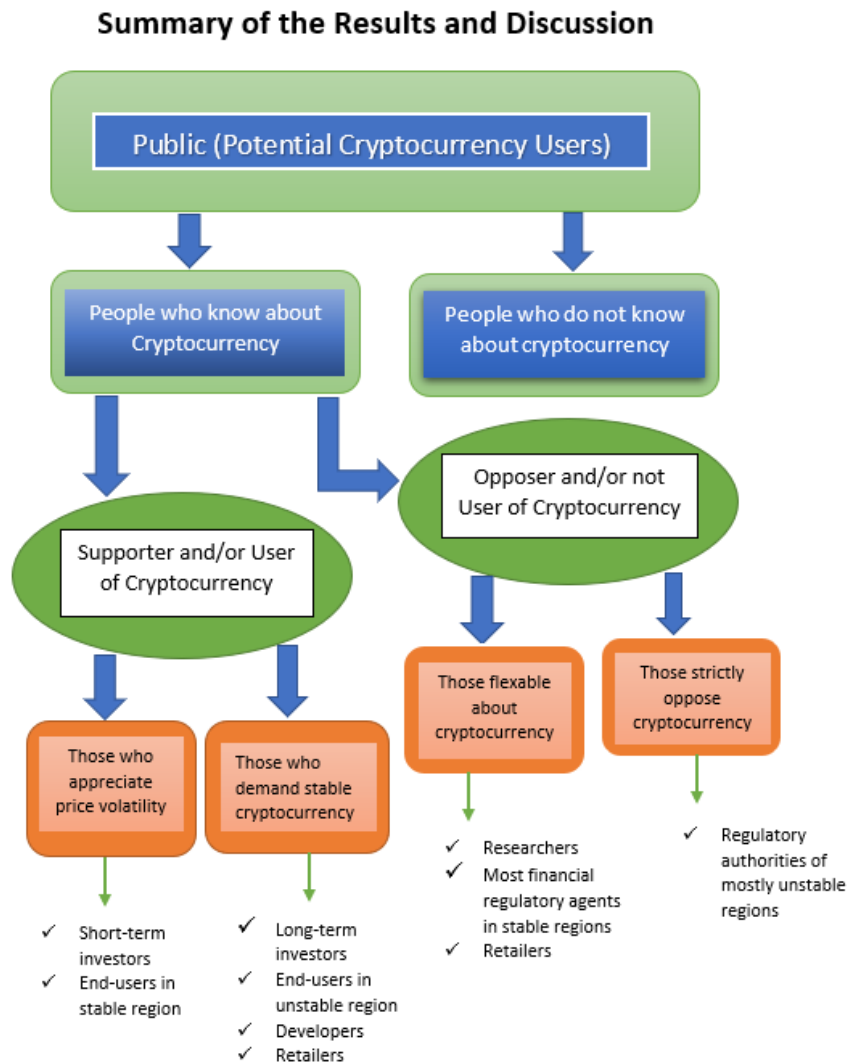 Summary of the Results and Discussion
Public (Potential Cryptocurrency Users)
People who know about
Cryptocurrency
People who do not know
about cryptocurrency
Opposer and/or not
User of Cryptocurrency
Supporter and/or User
of Cryptocurrency
Those who
appreciate
price volatility
Those who
demand stable
cryptocurrency
Those flexable
about
cryptocurrency
Those strictly
oppose
cryptocurrency
✓ Short-term
investors
✓ End-users in
stable region
✓ Long-term
investors
✓ End-users in
unstable region
✓ Developers
✓ Retailers
✓ Researchers
✓ Most financial
regulatory agents
in stable regions
✓ Retailers
✓ Regulatory
authorities of
mostly unstable
regions